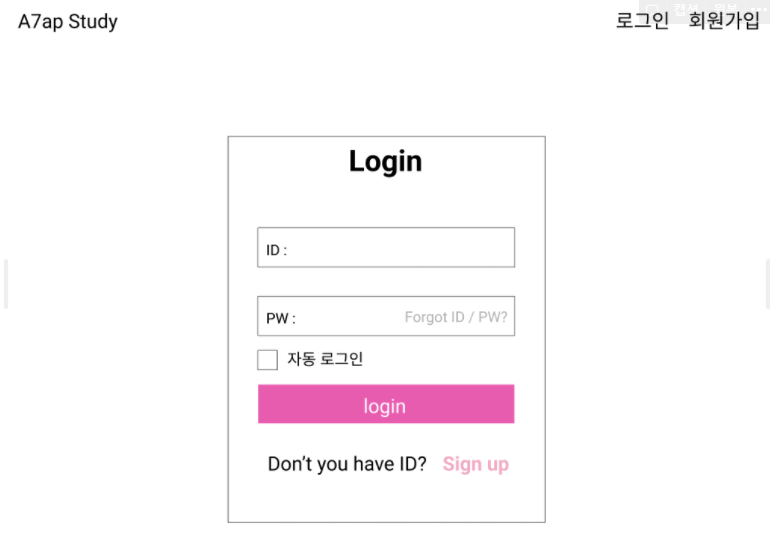 A7ap Study 로그인 회원가입
Login
ID :
PW : Forgot ID / PW?
자동 로그인
login
Don’t you have ID? Sign up